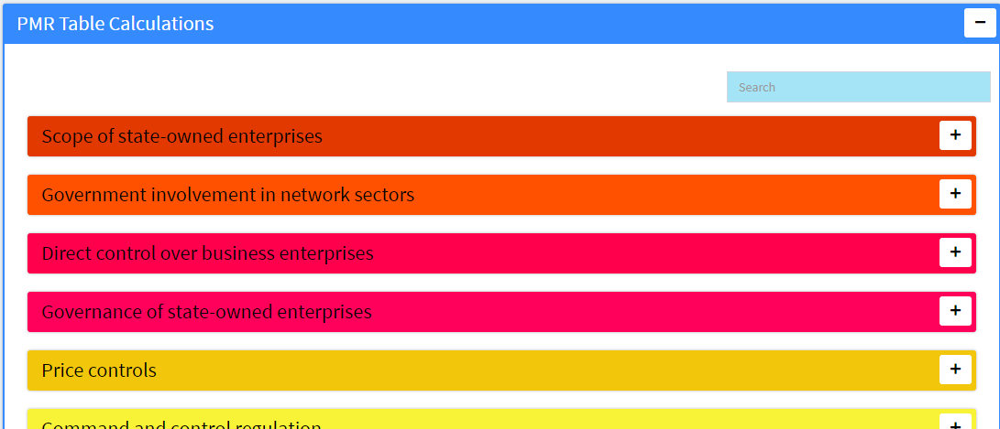 PMR Table Calculations
Search
Scope of state-owned enterprises
Government involvement in network sectors
Direct control over business enterprises
Governance of state-owned enterprises
Price controls
Command and control regulation